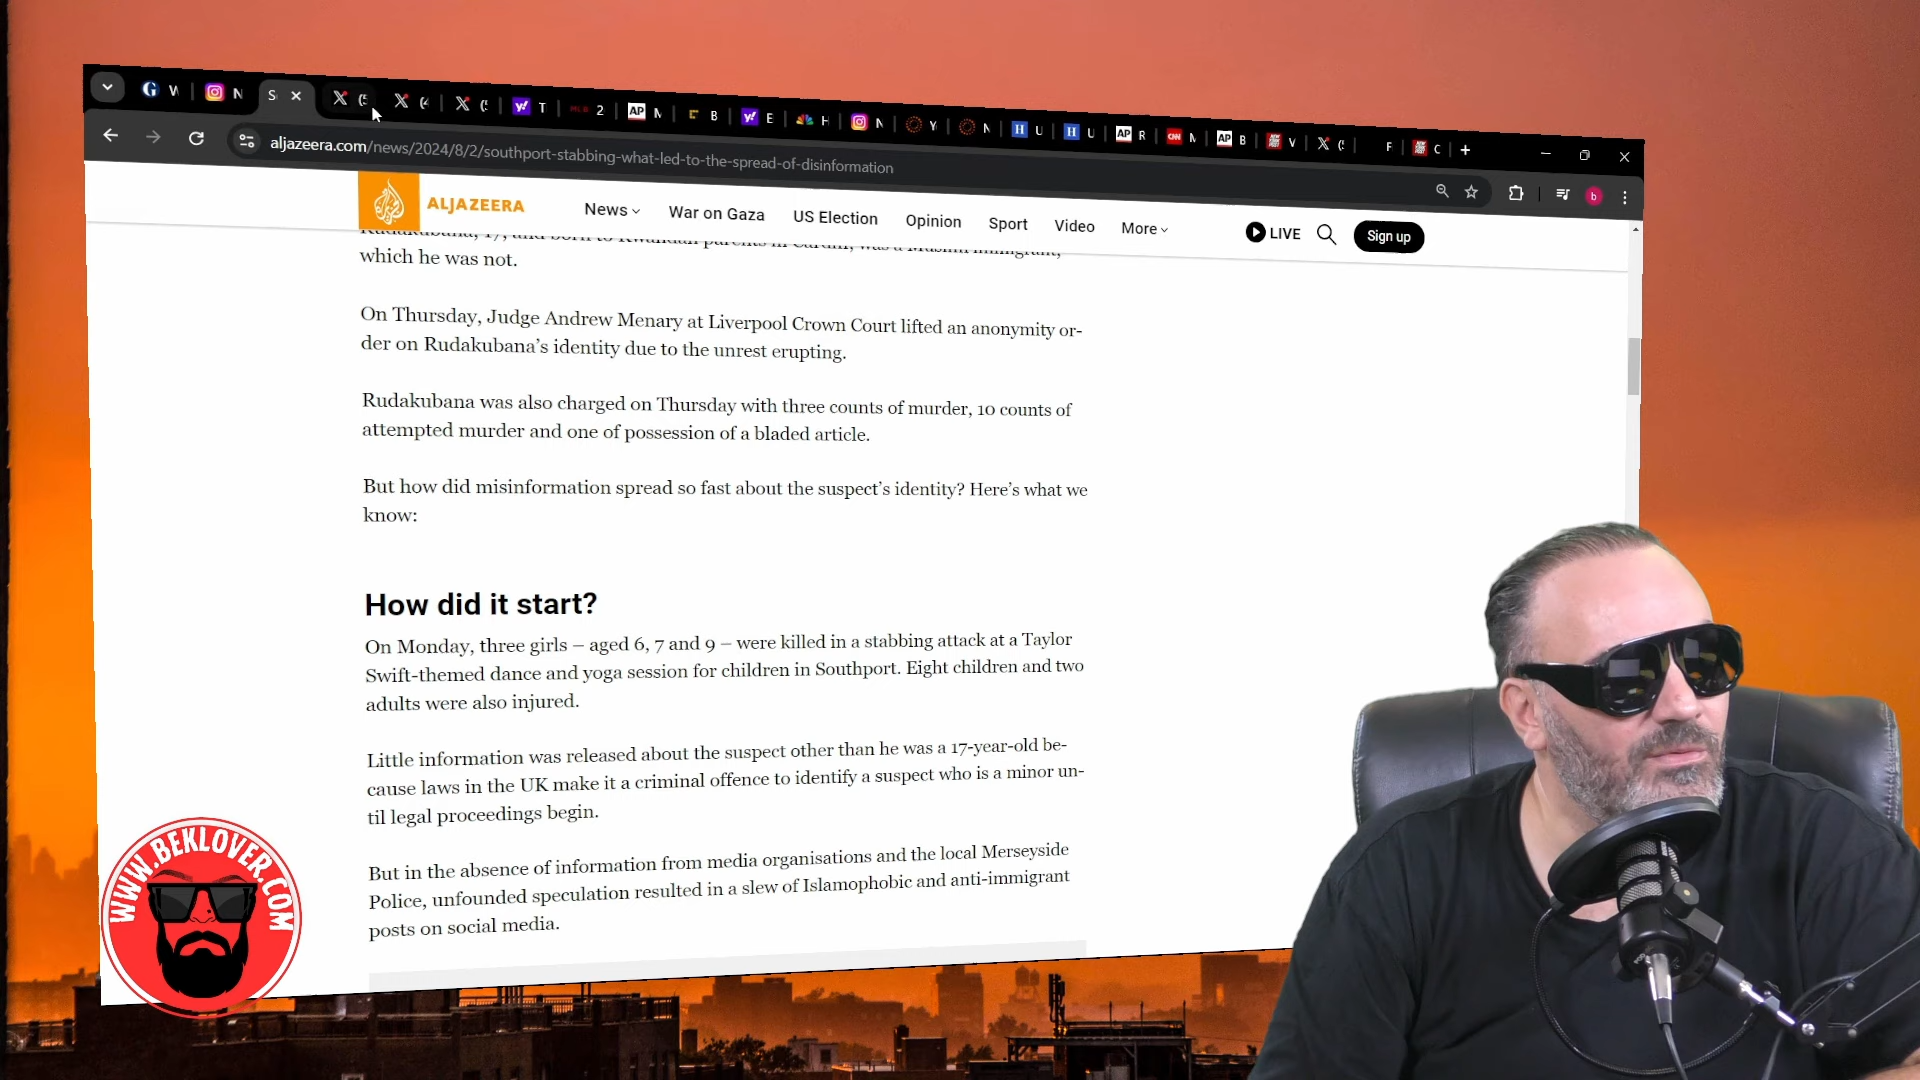 G W
N
S
X (5
X (4
X (5
y! T
MLB 2
AP M
B
y! E
H
N
Y
N
H U
H U
AP R
CNN M
AP B
V
X (5
F
C
aljazeera.com/news/2024/8/2/southport-stabbing-what-led-to-the-spread-of-disinformation
b
ALJAZEERA
News
War on Gaza
US Election
Opinion
Sport
Video
More
LIVE
Sign up
Rudakubana, 17, and born to Rwandan parents in Cardiff, was a Muslim immigrant,
which he was not.
On Thursday, Judge Andrew Menary at Liverpool Crown Court lifted an anonymity or-
der on Rudakubana’s identity due to the unrest erupting.
Rudakubana was also charged on Thursday with three counts of murder, 10 counts of
attempted murder and one of possession of a bladed article.
But how did misinformation spread so fast about the suspect’s identity? Here’s what we
know:
How did it start?
On Monday, three girls – aged 6, 7 and 9 – were killed in a stabbing attack at a Taylor
Swift-themed dance and yoga session for children in Southport. Eight children and two
adults were also injured.
Little information was released about the suspect other than he was a 17-year-old be-
cause laws in the UK make it a criminal offence to identify a suspect who is a minor un-
til legal proceedings begin.
But in the absence of information from media organisations and the local Merseyside
Police, unfounded speculation resulted in a slew of Islamophobic and anti-immigrant
posts on social media.
WWW.BEKLOVER.COM